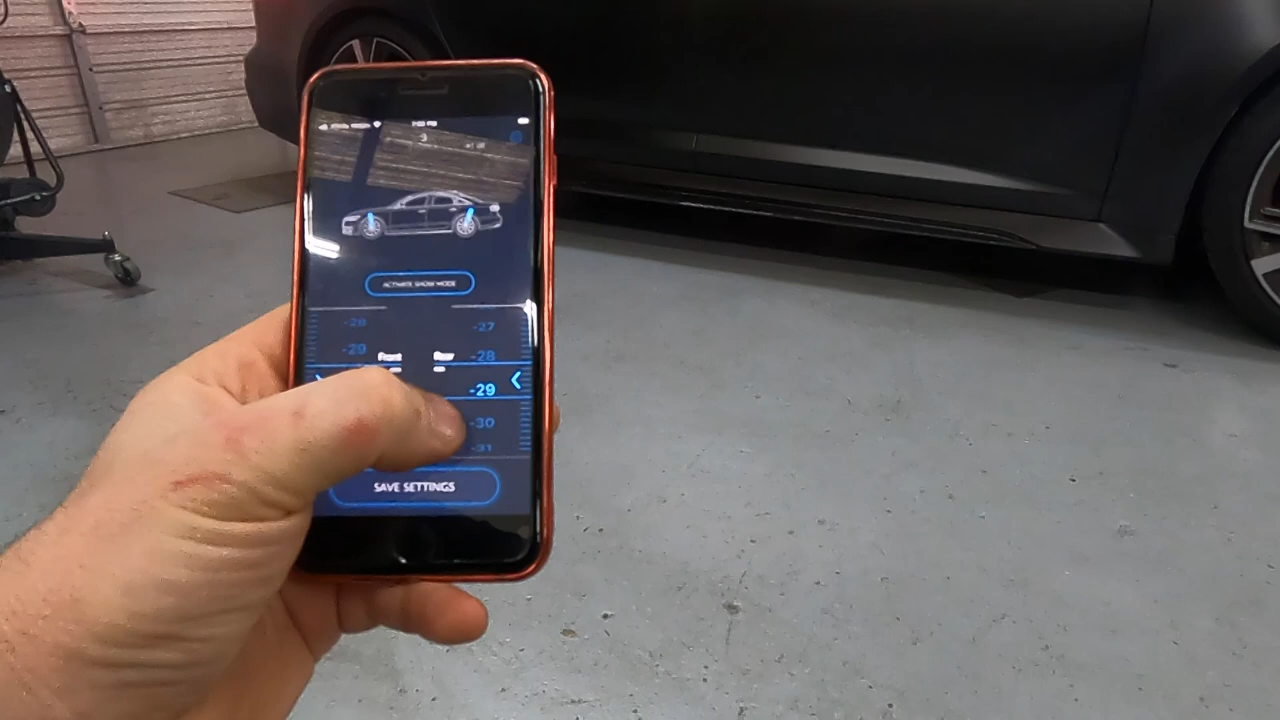 ACTIVATE SHOW MODE
-28 -27
-29 -28
Front Rear
-29
-30
-31
SAVE SETTINGS